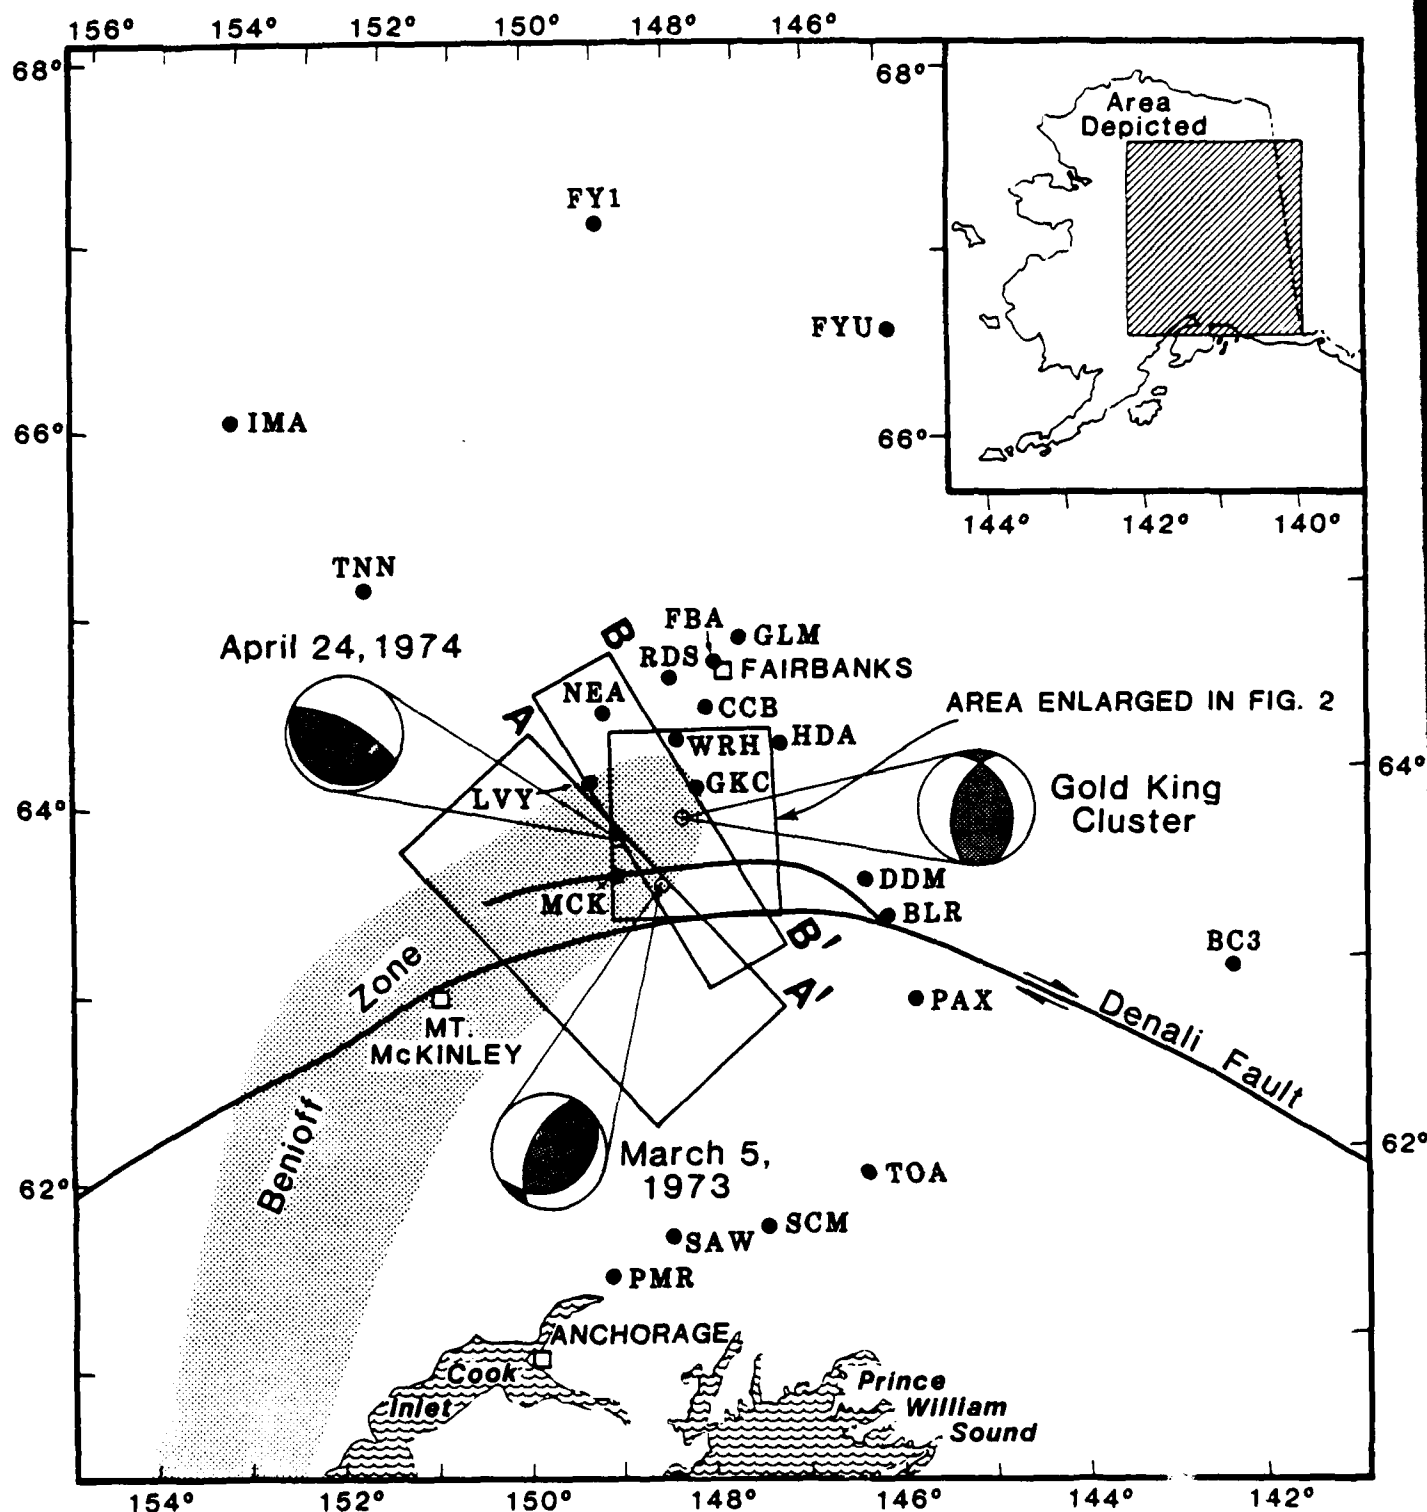 156° 154° 152° 150° 148° 146°
68°
68°
Area
Depicted
FY1
FYU
IMA
66°
66°
144° 142° 140°
TNN
FBA
GLM
April 24, 1974
B
RDS
FAIRBANKS
NEA
CCB
AREA ENLARGED IN FIG. 2
A
WRH
HDA
GKC
LVY
64°
64°
Gold King
Cluster
DDM
MCK
BLR
B'
BC3
Zone
A'
PAX
MT.
McKINLEY
Denali Fault
Benioff
62°
62°
March 5,
1973
TOA
SCM
SAW
PMR
ANCHORAGE
Cook
Inlet
Prince
William
Sound
154° 152° 150° 148° 146° 144° 142°